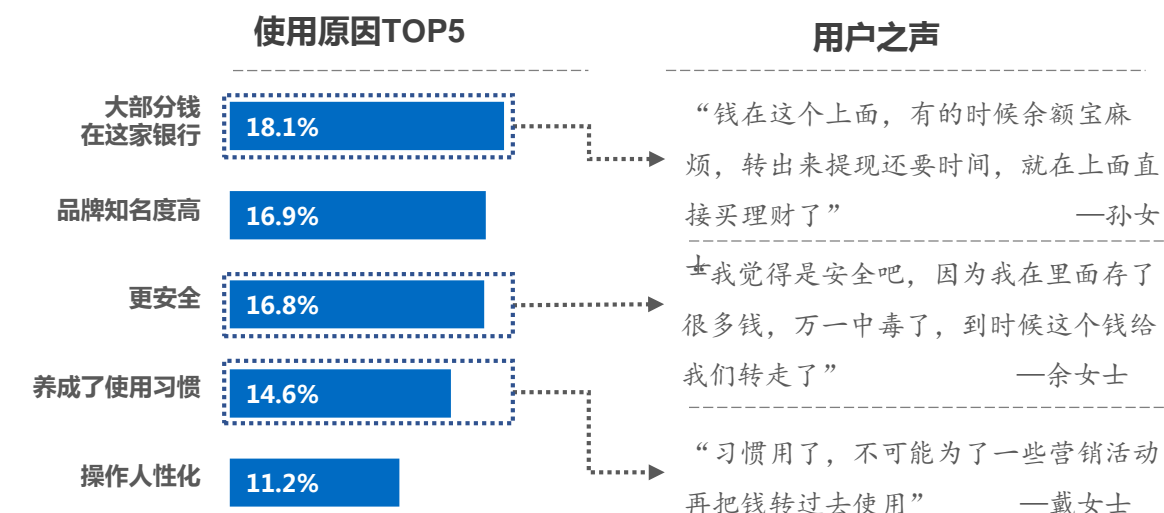 使用原因TOP5
大部分钱
在这家银行
18.1%
品牌知名度高
16.9%
更安全
16.8%
养成了使用习惯
14.6%
操作人性化
11.2%
用户之声
“钱在这个上面，有的时候余额宝麻
烦，转出来提现还要时间，就在上面直
接买理财了” —孙女
士
“我觉得是安全吧，因为我在里面存了
很多钱，万一中毒了，到时候这个钱给
我们转走了” —余女士
“习惯用了，不可能为了一些营销活动
再把钱转过去使用” —戴女士